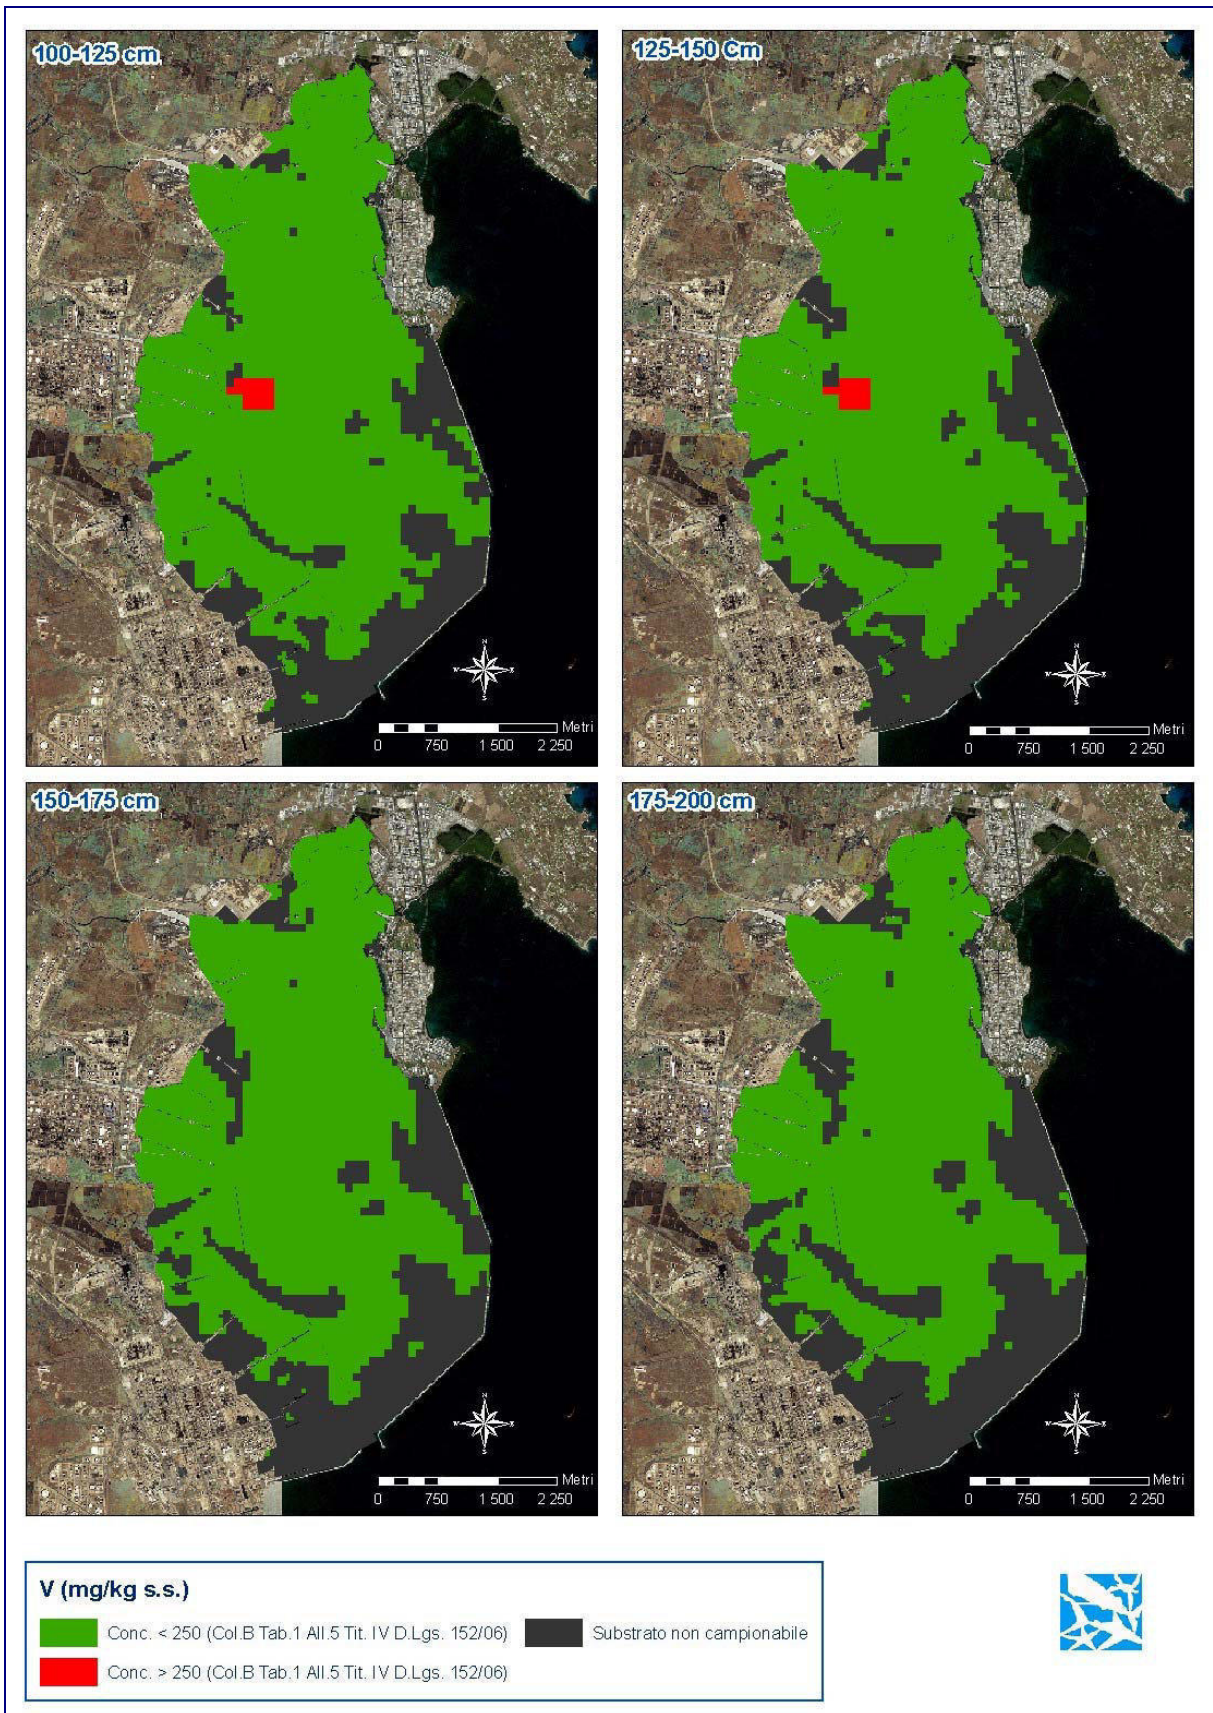 100-125 cm
125-150 Cm
N
W E
S
Metri
0 750 1 500 2 250
N
W E
S
Metri
0 750 1 500 2 250
150-175 cm
175-200 cm
N
W E
S
Metri
0 750 1 500 2 250
N
W E
S
Metri
0 750 1 500 2 250
V (mg/kg s.s.)
Conc. < 250 (Col.B Tab.1 All.5 Tit. IV D.Lgs. 152/06)
Substrato non campionabile
Conc. > 250 (Col.B Tab.1 All.5 Tit. IV D.Lgs. 152/06)